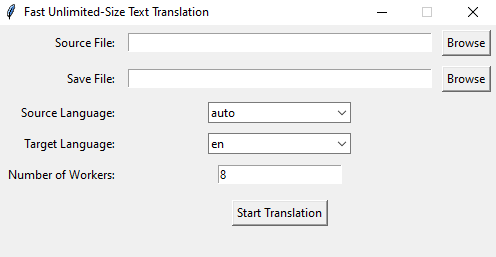 Fast Unlimited-Size Text Translation
Source File: Browse
Save File: Browse
Source Language: auto
Target Language: en
Number of Workers: 8
Start Translation